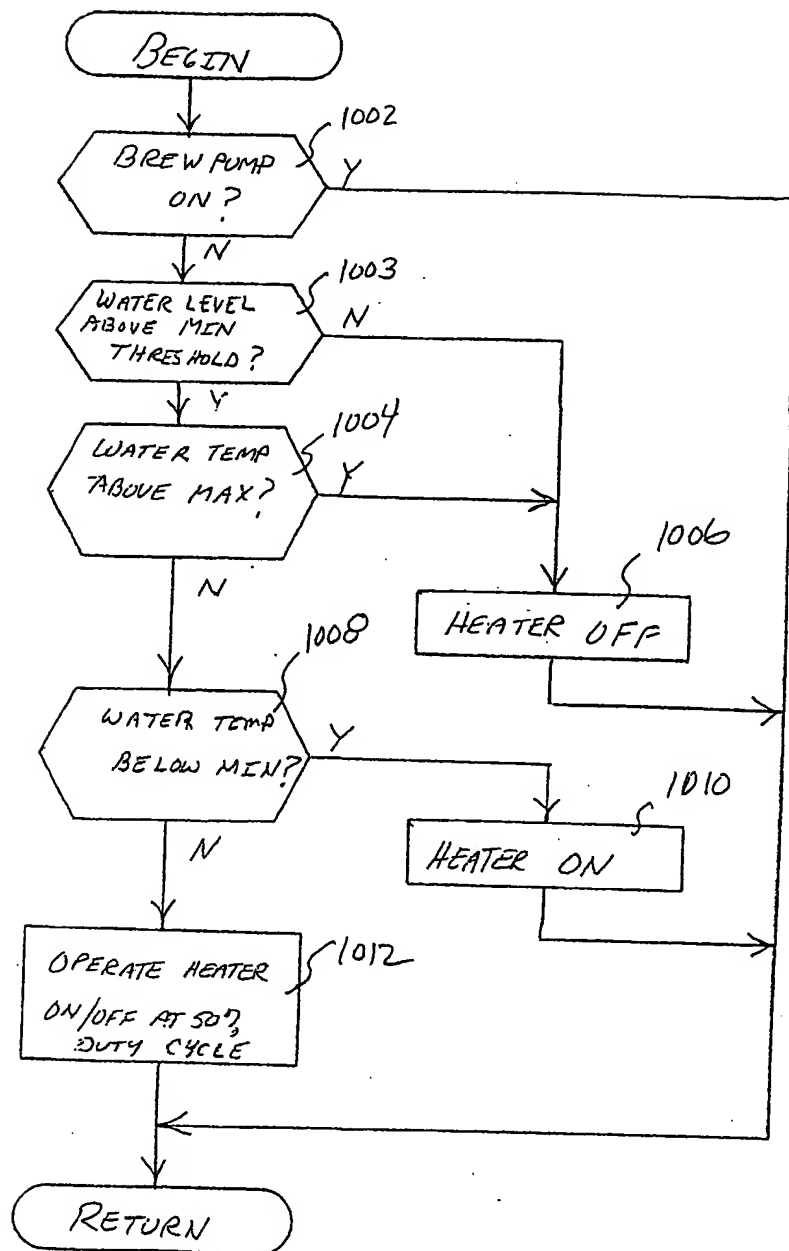 BEGIN
1002
BREW PUMP
ON?
Y
N
1003
WATER LEVEL
ABOVE MIN
THRESHOLD?
N
Y
1004
WATER TEMP
ABOVE MAX?
Y
N
1006
HEATER OFF
1008
WATER TEMP
BELOW MIN?
Y
N
1010
HEATER ON
1012
OPERATE HEATER
ON/OFF AT 50%
DUTY CYCLE
RETURN